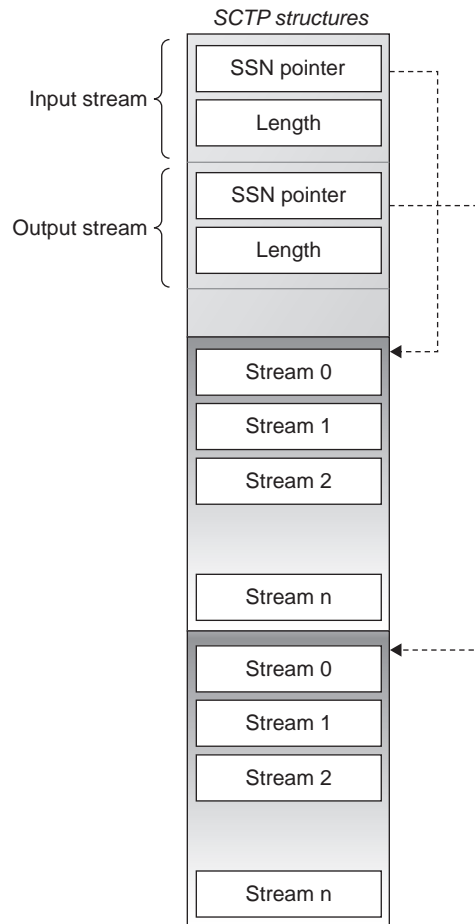 SCTP structures
SSN pointer
Input stream
Length
SSN pointer
Output stream
Length
Stream 0
Stream 1
Stream 2
Stream n
Stream 0
Stream 1
Stream 2
Stream n